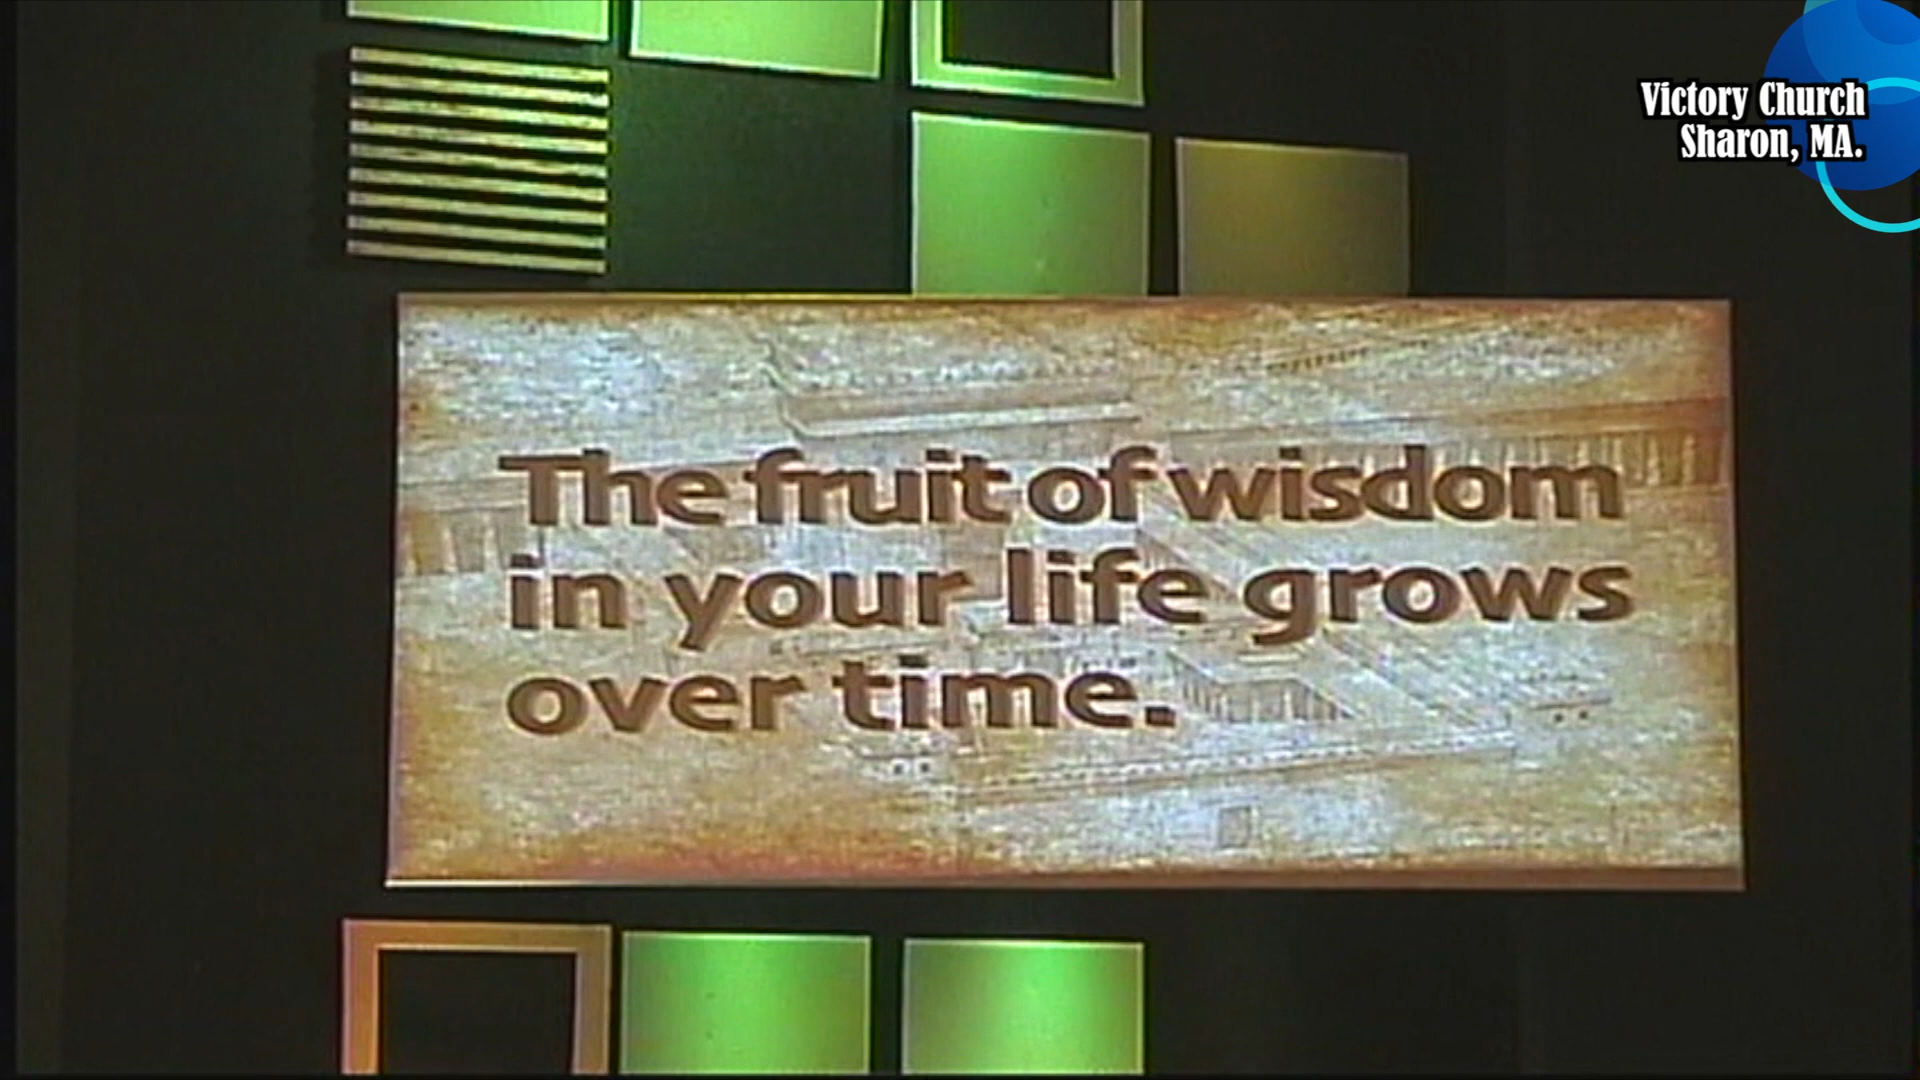 Victory Church
Sharon, MA.
The fruit of wisdom
in your life grows
over time.